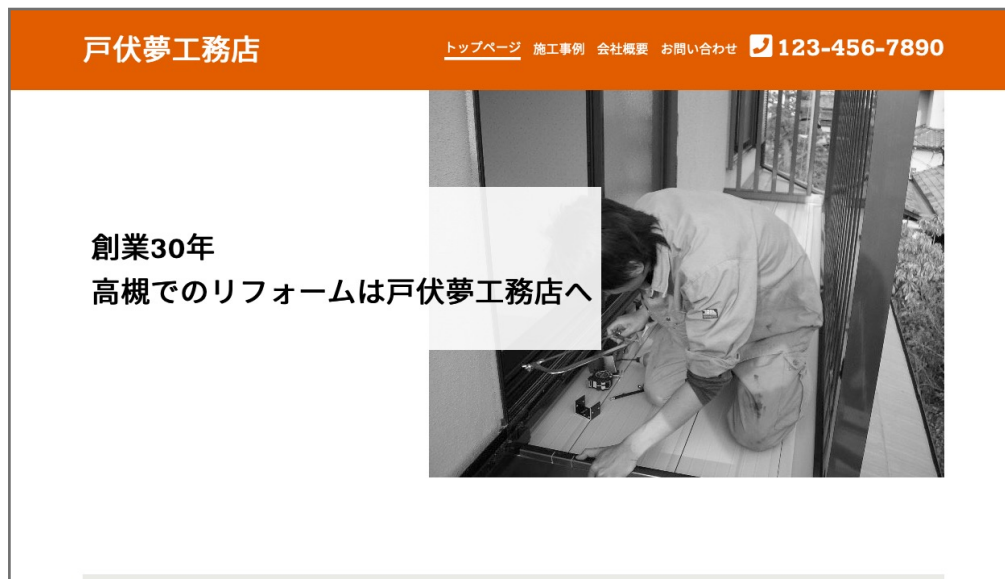 戸伏夢工務店
トップページ 施工事例 会社概要 お問い合わせ 123-456-7890
創業30年
高槻でのリフォームは戸伏夢工務店へ